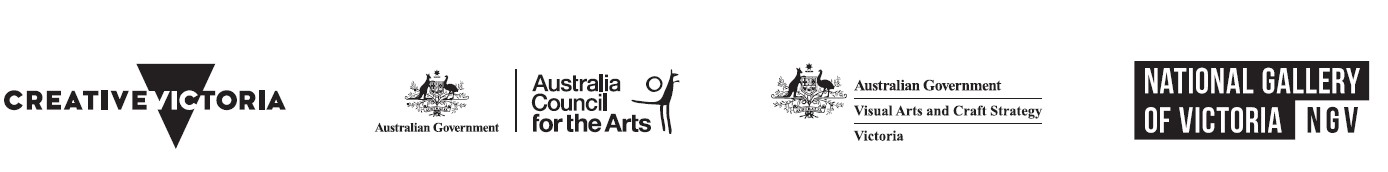 CREATIVE VICTORIA
Australian Government
Australia
Council
for the Arts
Australian Government
Visual Arts and Craft Strategy
Victoria
NATIONAL GALLERY
OF VICTORIA NGV